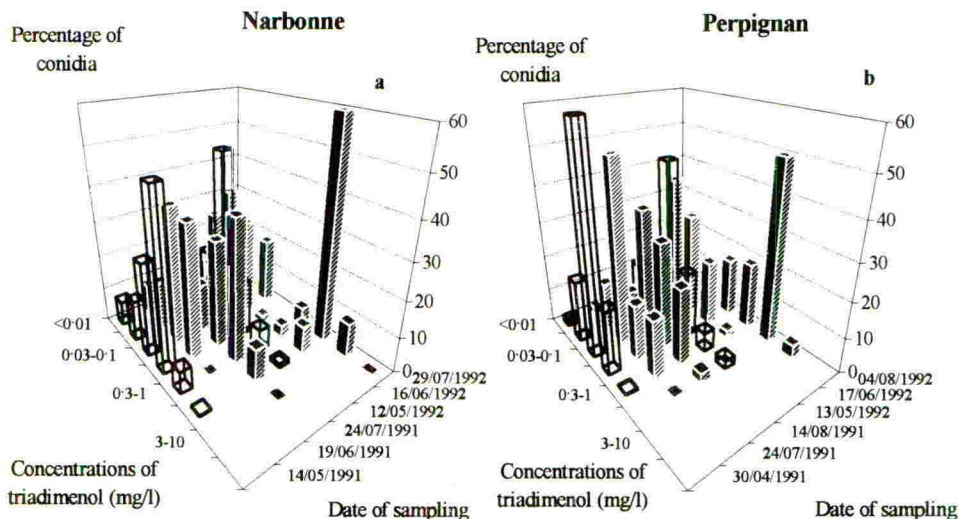 Narbonne
Percentage of
conidia
a
60
50
40
30
20
10
0
<0·01
0·03-0·1
0·3-1
3-10
29/07/1992
16/06/1992
12/05/1992
24/07/1991
19/06/1991
14/05/1991
Concentrations of
triadimenol (mg/l)
Date of sampling
Perpignan
Percentage of
conidia
b
60
50
40
30
20
10
0
<0·01
0·03-0·1
0·3-1
3-10
04/08/1992
17/06/1992
13/05/1992
14/08/1991
24/07/1991
30/04/1991
Concentrations of
triadimenol (mg/l)
Date of sampling